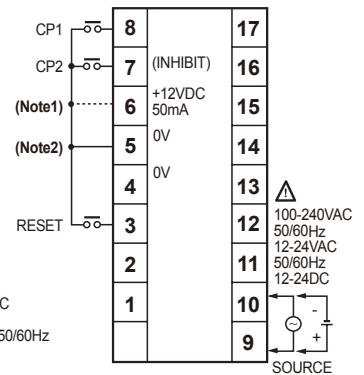 CP1
8
17
CP2
7
(INHIBIT)
16
(Note1)
6
+12VDC
50mA
15
(Note2)
5
0V
14
4
0V
13
RESET
3
12
100-240VAC
50/60Hz
12-24VAC
50/60Hz
12-24DC
2
11
1
10
C
50/60Hz
9
-
+
SOURCE